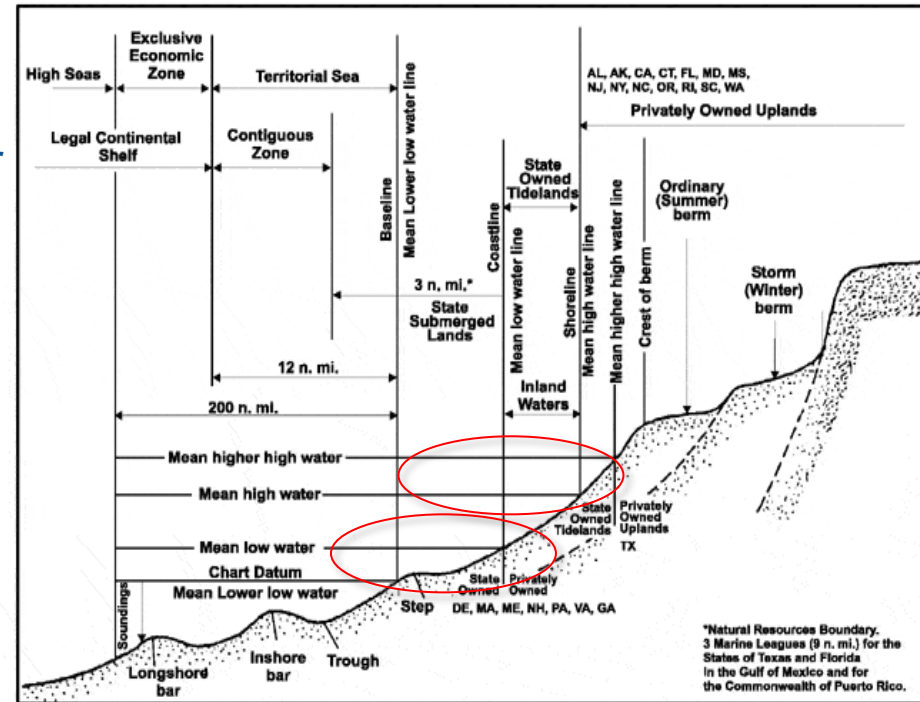 Exclusive
Economic
Zone
High Seas
Territorial Sea
Legal Continental
Shelf
Contiguous
Zone
Baseline
Mean Lower low water line
AL, AK, CA, CT, FL, MD, MS,
NJ, NY, NC, OR, RI, SC, WA
Privately Owned Uplands
State
Owned
Tidelands
Coastline
Mean low water line
Shoreline
Mean high water line
Mean higher high water line
Crest of berm
Ordinary
(Summer)
berm
Storm
(Winter)
berm
3 n. mi.*
State
Submerged
Lands
12 n. mi.
Inland
Waters
200 n. mi.
Mean higher high water
Mean high water
Mean low water
Chart Datum
Mean Lower low water
State
Owned
Tidelands
Privately
Owned
Uplands
TX
State
Owned
Privately
Owned
DE, MA, ME, NH, PA, VA, GA
Soundings
Step
Trough
Inshore
bar
Longshore
bar
*Natural Resources Boundary.
3 Marine Leagues (9 n. mi.) for the
States of Texas and Florida
in the Gulf of Mexico and for
the Commonwealth of Puerto Rico.